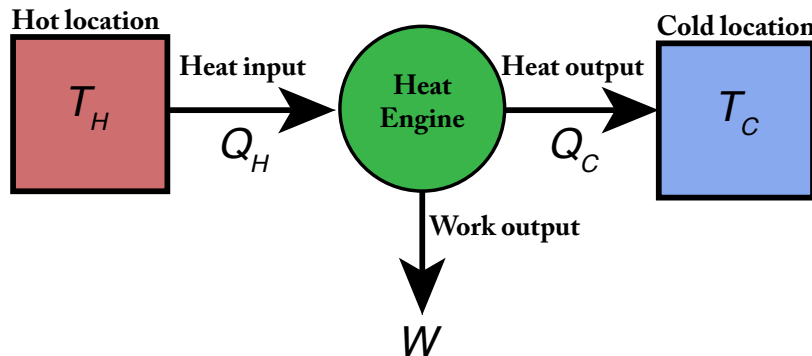 Hot location
Cold location
Heat input
Heat output
Heat
Engine
T_H
T_C
Q_H
Q_C
Work output
W